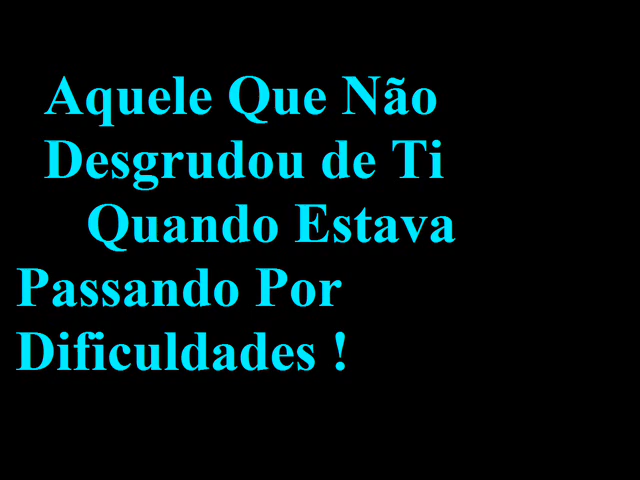 Aquele Que Não
Desgrudou de Ti
Quando Estava
Passando Por
Dificuldades !